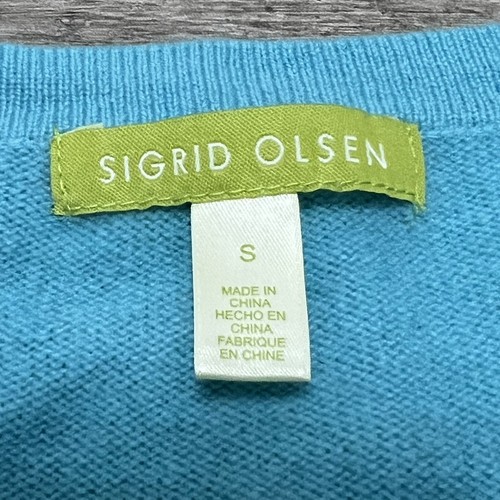 SIGRID OLSEN
S
MADE IN
CHINA
HECHO EN
CHINA
FABRIQUE
EN CHINE